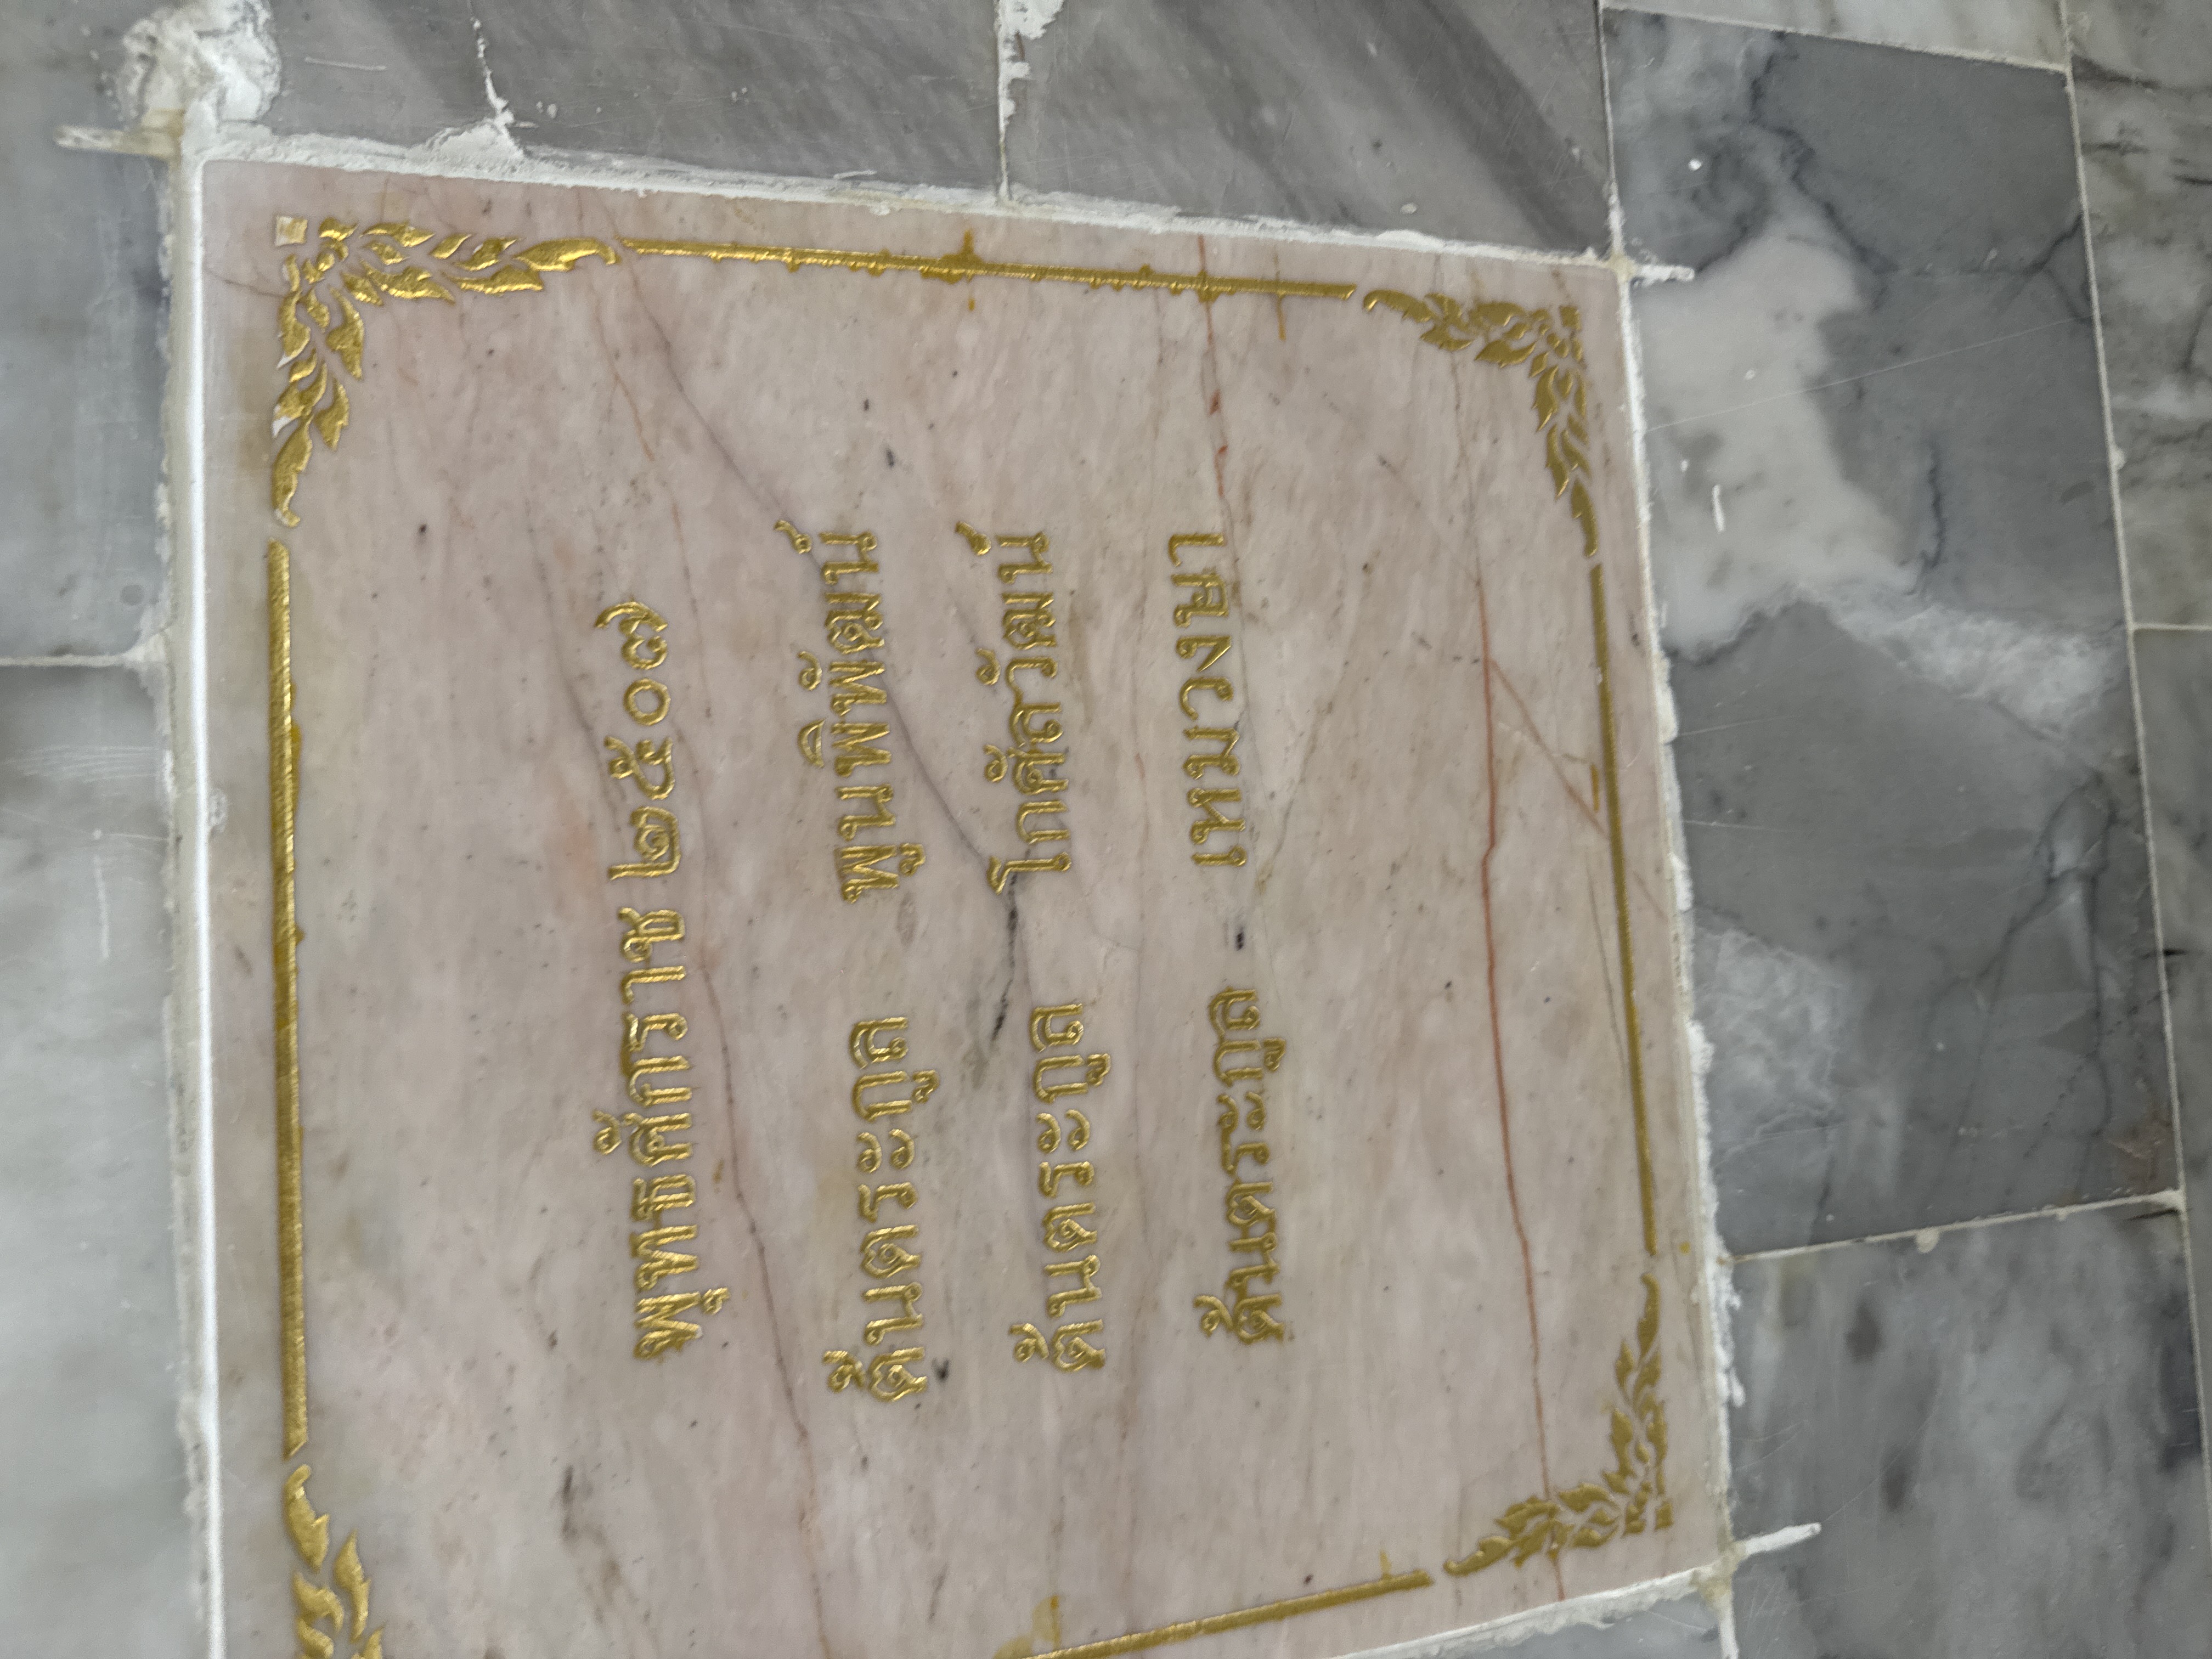 พุทธศักราช ๒๕๐๗
ต้นตระกูล พูนพิพัฒน์
ต้นตระกูล โกศัลวัฒน์
ต้นตระกูล เหมวงษา